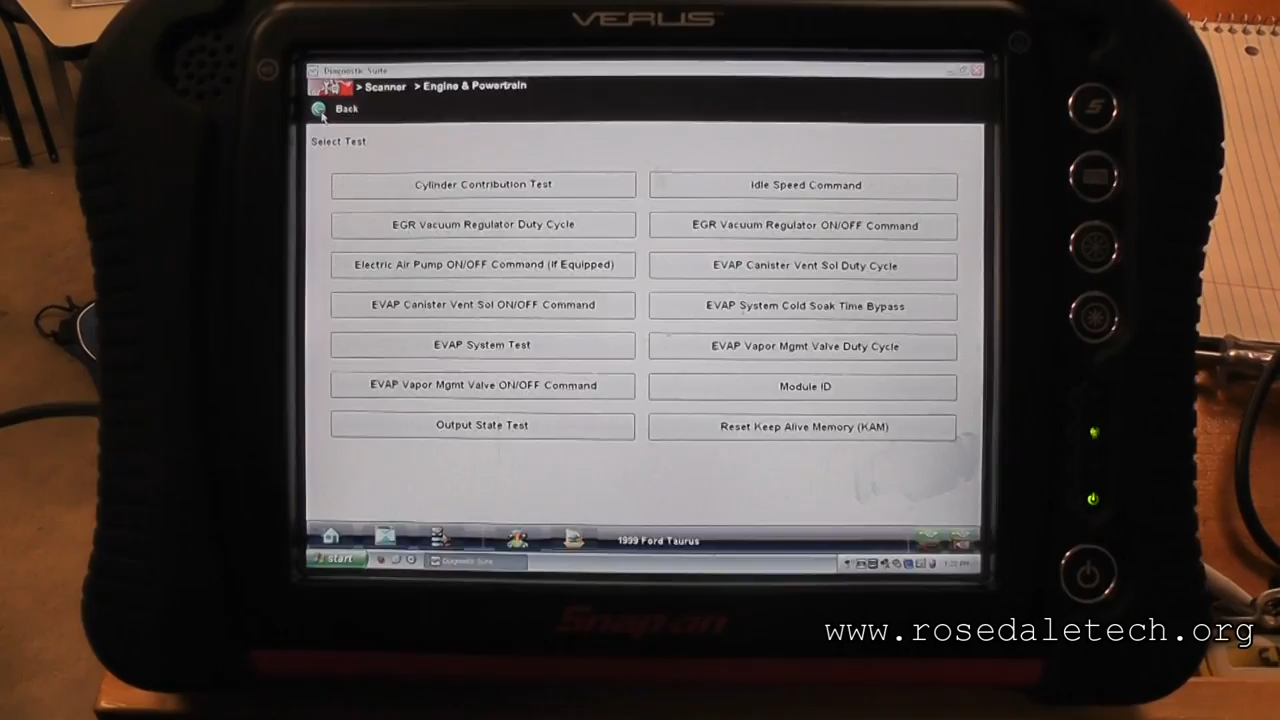 VERUS
Diagnostic Suite
> Scanner > Engine & Powertrain
Back
Select Test
Cylinder Contribution Test
Idle Speed Command
EGR Vacuum Regulator Duty Cycle
EGR Vacuum Regulator ON/OFF Command
Electric Air Pump ON/OFF Command (If Equipped)
EVAP Canister Vent Sol Duty Cycle
EVAP Canister Vent Sol ON/OFF Command
EVAP System Cold Soak Time Bypass
EVAP System Test
EVAP Vapor Mgmt Valve Duty Cycle
EVAP Vapor Mgmt Valve ON/OFF Command
Module ID
Output State Test
Reset Keep Alive Memory (KAM)
1999 Ford Taurus
start
Diagnostic Suite
Snap-on
www.rosedaletech.org